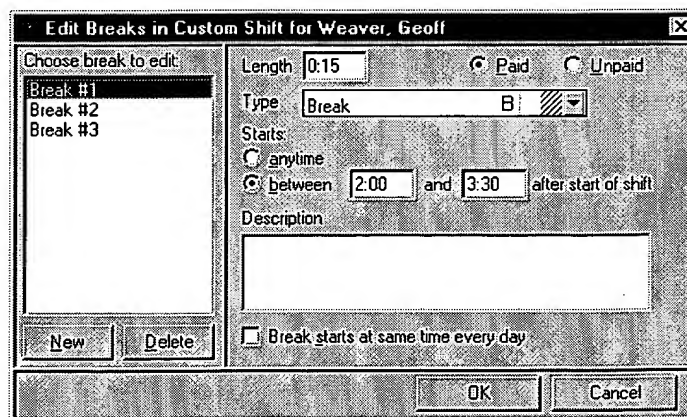 Edit Breaks in Custom Shift for Weaver, Geoff
Choose break to edit:
Break #1
Break #2
Break #3
New Delete
Length 0:15 Paid Unpaid
Type Break B
Starts:
anytime
between 2:00 and 3:30 after start of shift
Description
Break starts at same time every day
OK Cancel